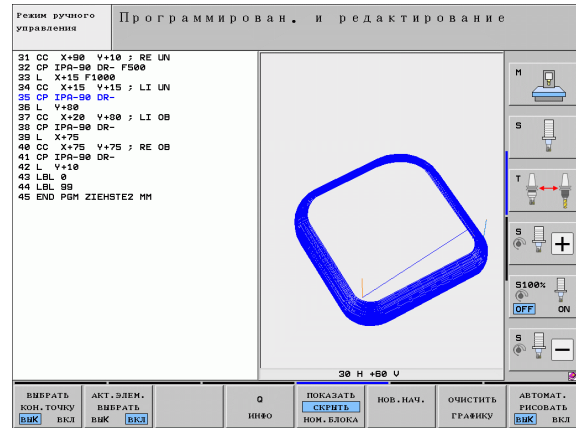 Режим ручного
управления
Программирован. и редактирование
31 CC X+90 Y+10 ; RE UN
32 CP IPA-90 DR- F500
33 L X+15 F1000
34 CC X+15 Y+15 ; LI UN
35 CP IPA-90 DR-
36 L Y+80
37 CC X+20 Y+80 ; LI OB
38 CP IPA-90 DR-
39 L X+75
40 CC X+75 Y+75 ; RE OB
41 CP IPA-90 DR-
42 L Y+10
43 LBL 0
44 LBL 99
45 END PGM ZIEHSTE2 MM
30 H +60 V
M
S
T
S
S100%
OFF ON
S
ВЫБРАТЬ
КОН.ТОЧКУ
ВЫК ВКЛ
АКТ.ЭЛЕМ.
ВЫБРАТЬ
ВЫК ВКЛ
Q
ИНФО
ПОКАЗАТЬ
СКРЫТЬ
НОМ.БЛОКА
НОВ.НАЧ.
ОЧИСТИТЬ
ГРАФИКУ
АВТОМАТ.
РИСОВАТЬ
ВЫК ВКЛ